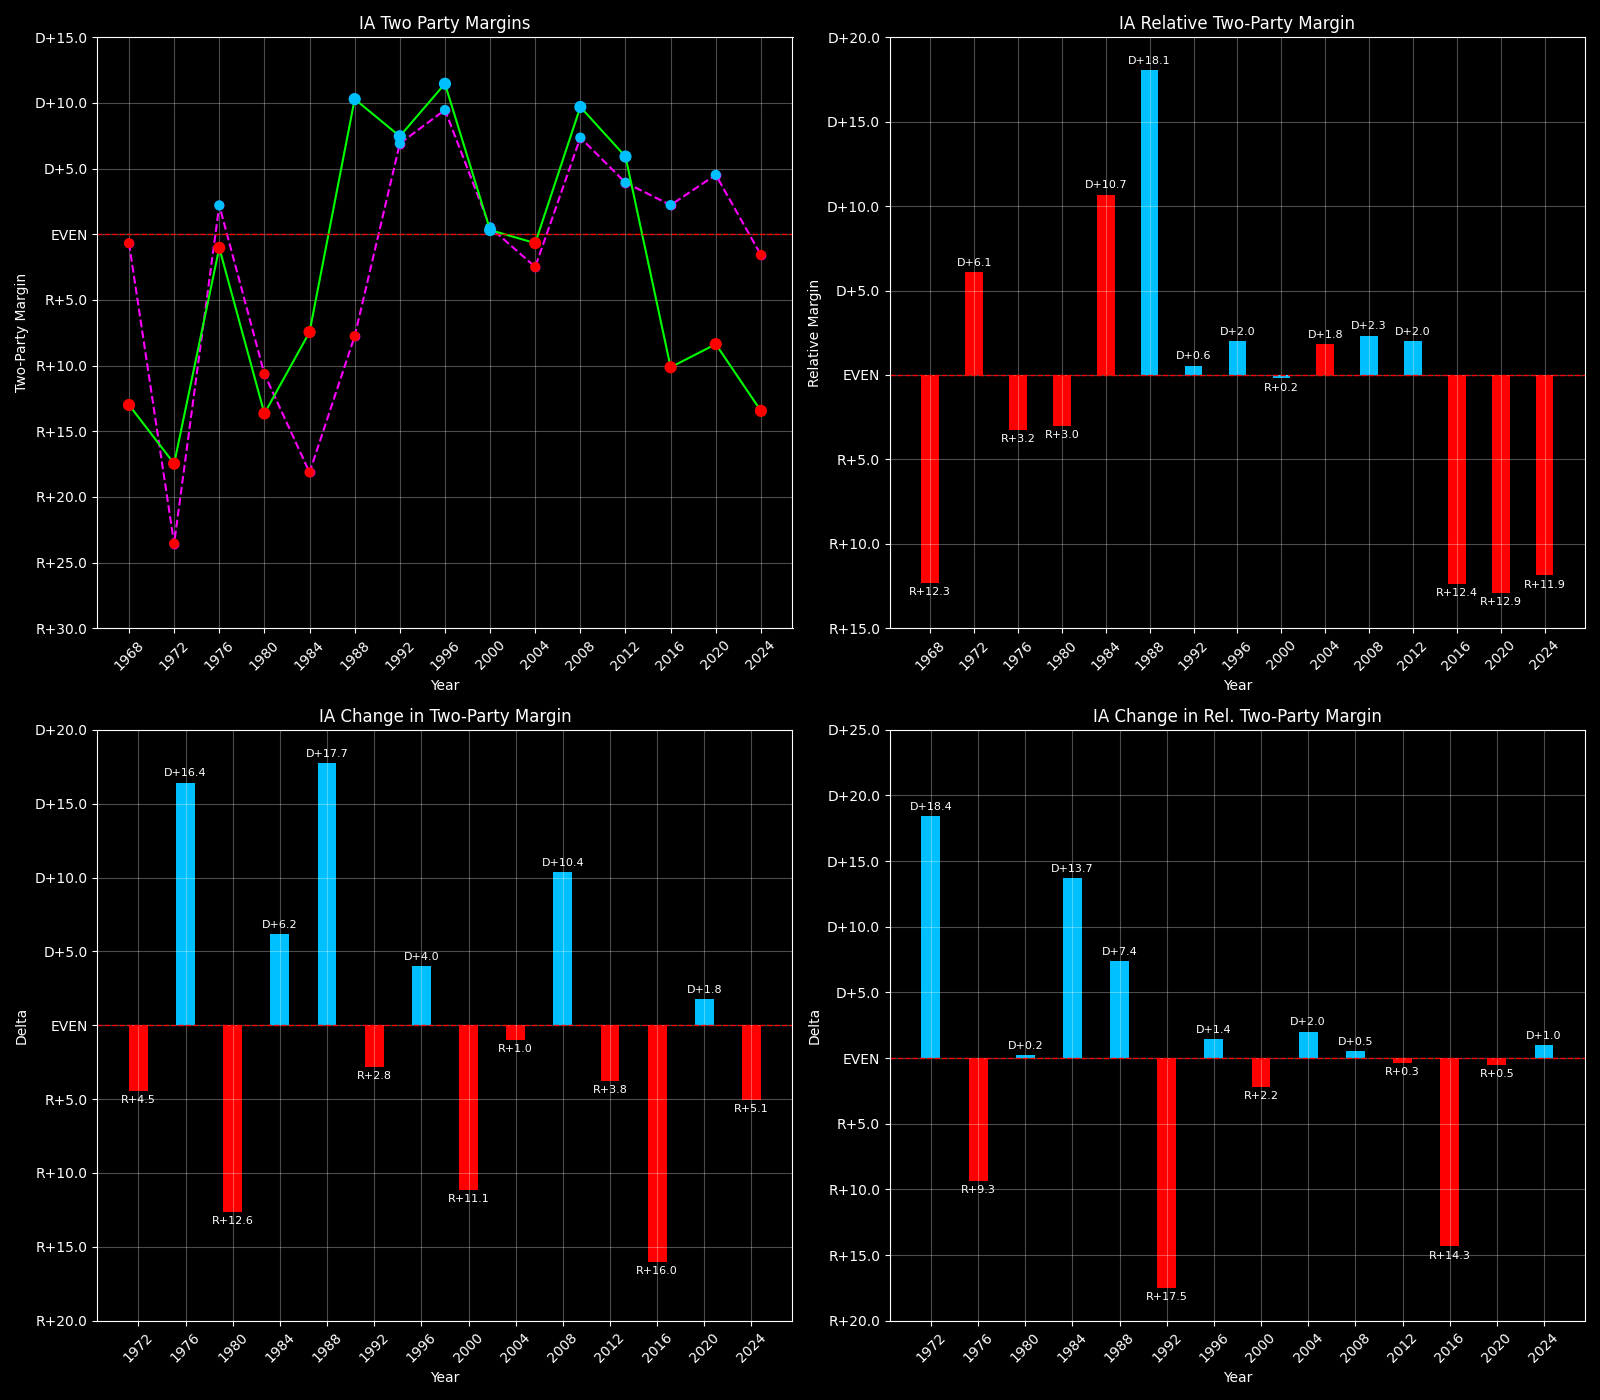 IA Two Party Margins
D+15.0
D+10.0
D+5.0
EVEN
R+5.0
R+10.0
R+15.0
R+20.0
R+25.0
R+30.0
Two-Party Margin
1968
1972
1976
1980
1984
1988
1992
1996
2000
2004
2008
2012
2016
2020
2024
Year
IA Relative Two-Party Margin
D+20.0
D+15.0
D+10.0
D+5.0
EVEN
R+5.0
R+10.0
R+15.0
Relative Margin
R+12.3
D+6.1
R+3.2
R+3.0
D+10.7
D+18.1
D+0.6
D+2.0
R+0.2
D+1.8
D+2.3
D+2.0
R+12.4
R+12.9
R+11.9
1968
1972
1976
1980
1984
1988
1992
1996
2000
2004
2008
2012
2016
2020
2024
Year
IA Change in Two-Party Margin
D+20.0
D+15.0
D+10.0
D+5.0
EVEN
R+5.0
R+10.0
R+15.0
R+20.0
Delta
R+4.5
D+16.4
R+12.6
D+6.2
D+17.7
R+2.8
D+4.0
R+11.1
R+1.0
D+10.4
R+3.8
R+16.0
D+1.8
R+5.1
1972
1976
1980
1984
1988
1992
1996
2000
2004
2008
2012
2016
2020
2024
Year
IA Change in Rel. Two-Party Margin
D+25.0
D+20.0
D+15.0
D+10.0
D+5.0
EVEN
R+5.0
R+10.0
R+15.0
R+20.0
Delta
D+18.4
R+9.3
D+0.2
D+13.7
D+7.4
R+17.5
D+1.4
R+2.2
D+2.0
D+0.5
R+0.3
R+14.3
R+0.5
D+1.0
1972
1976
1980
1984
1988
1992
1996
2000
2004
2008
2012
2016
2020
2024
Year